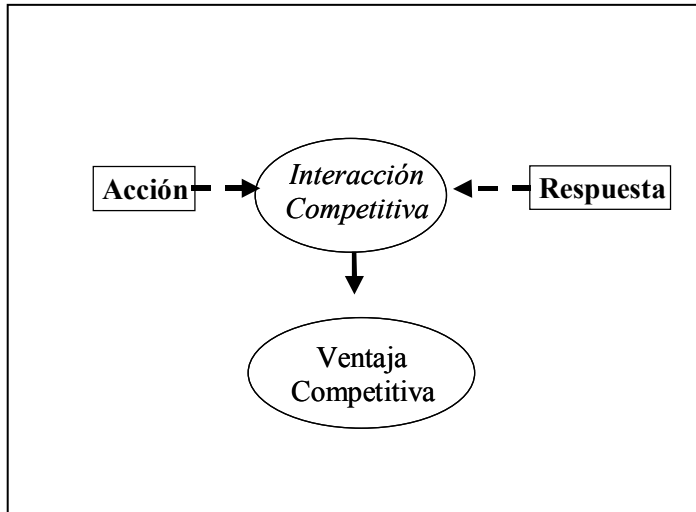 Acción
Interacción
Competitiva
Respuesta
Ventaja
Competitiva